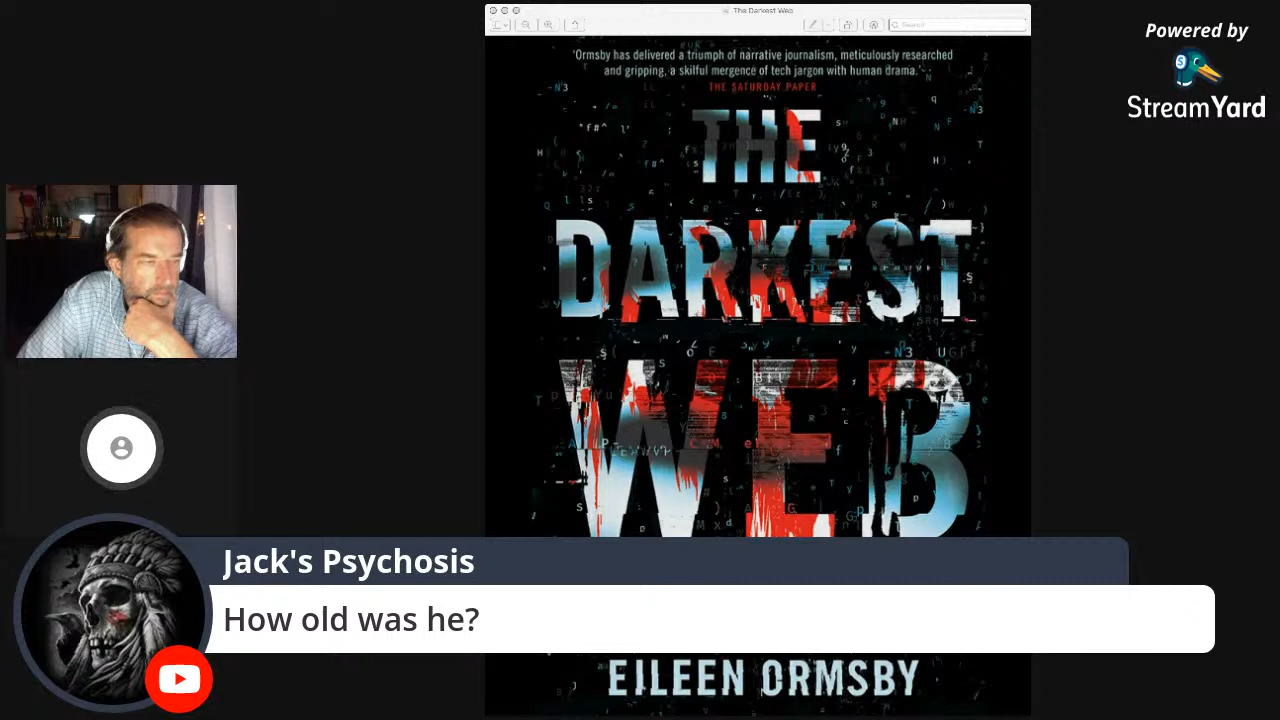 The Darkest Web
Search
Powered by
StreamYard
'Ormsby has delivered a triumph of narrative journalism, meticulously researched
and gripping, a skilful mergence of tech jargon with human drama.'
THE SATURDAY PAPER
THE
DARKEST
WEB
Jack's Psychosis
How old was he?
EILEEN ORMSBY